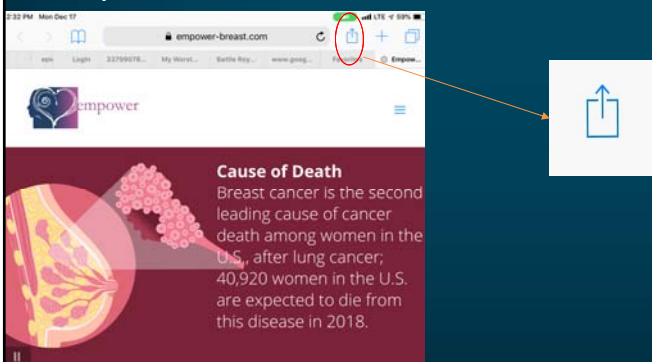 2:32 PM Mon Dec 17 LTE 59%
empower-breast.com
epis Login 33799078... My Worst... Battle Roy... www.goog... Favorites Empow...
empower
Cause of Death
Breast cancer is the second
leading cause of cancer
death among women in the
U.S., after lung cancer;
40,920 women in the U.S.
are expected to die from
this disease in 2018.